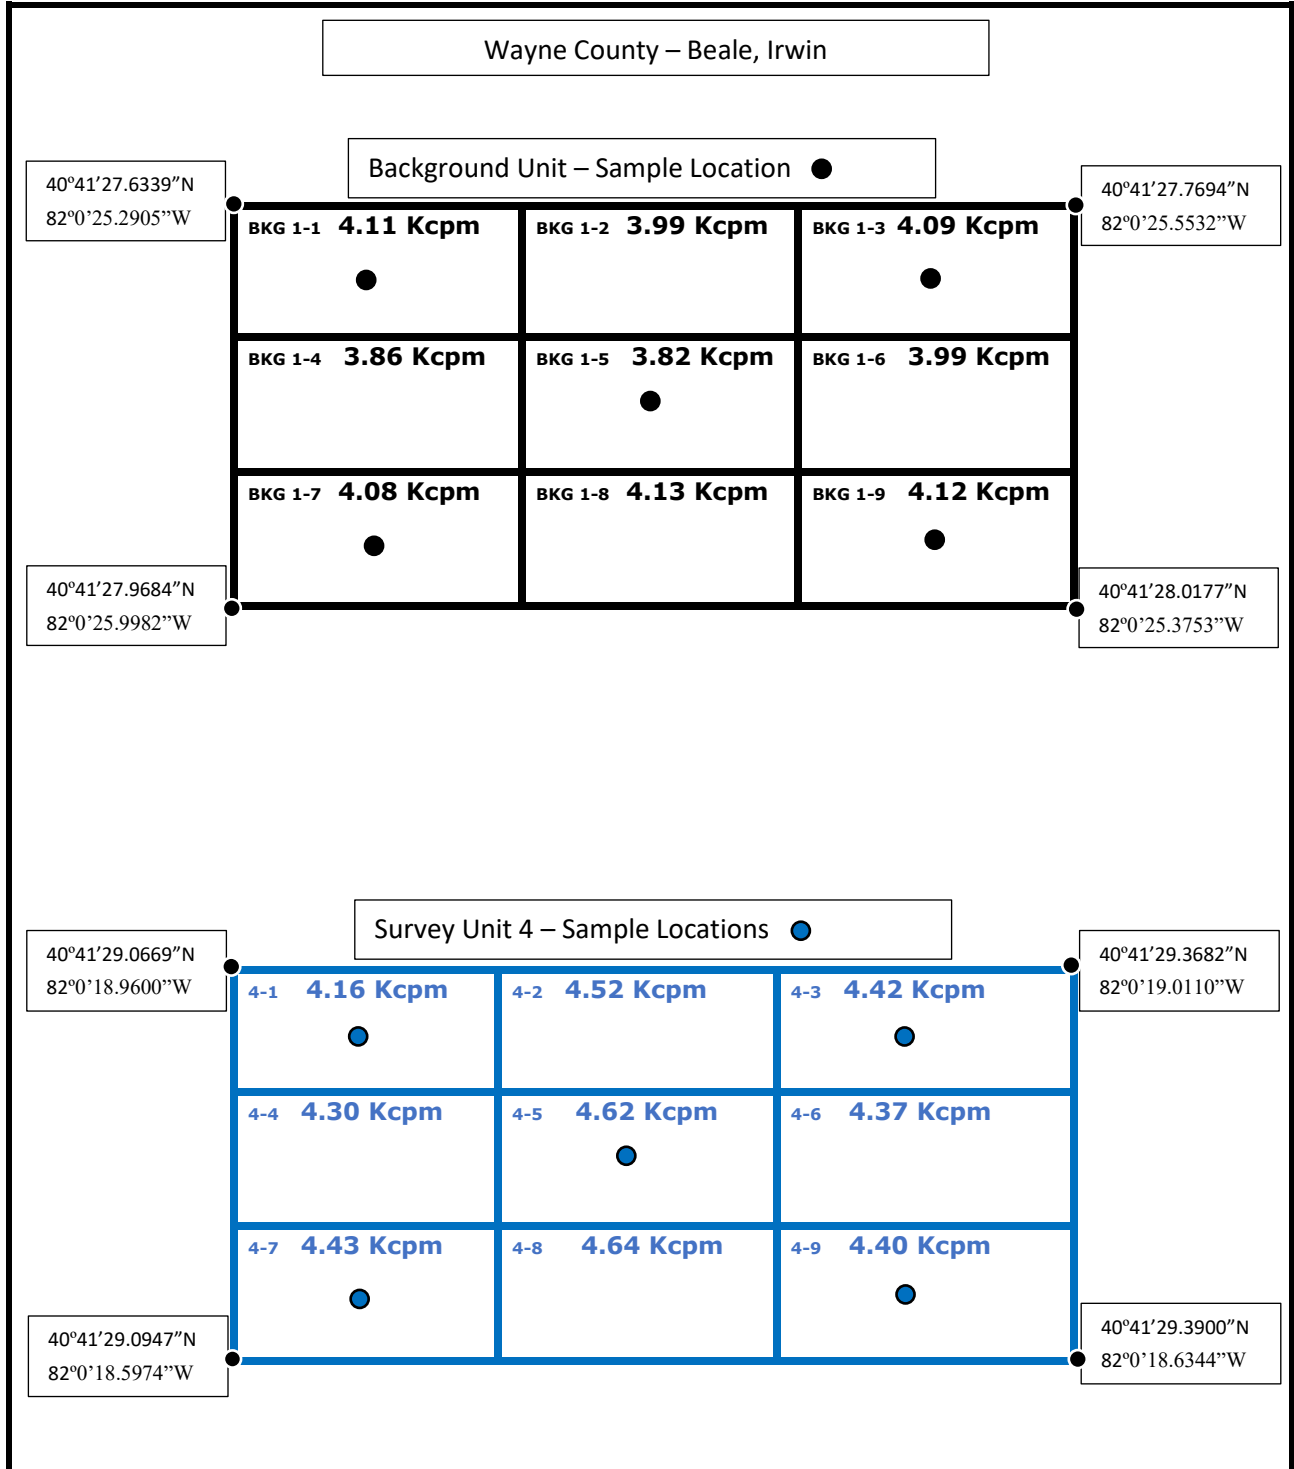 Wayne County – Beale, Irwin
Background Unit – Sample Location
40º41’27.6339”N
82º0’25.2905”W
40º41’27.7694”N
82º0’25.5532”W
BKG 1-1 4.11 Kcpm
BKG 1-2 3.99 Kcpm
BKG 1-3 4.09 Kcpm
BKG 1-4 3.86 Kcpm
BKG 1-5 3.82 Kcpm
BKG 1-6 3.99 Kcpm
BKG 1-7 4.08 Kcpm
BKG 1-8 4.13 Kcpm
BKG 1-9 4.12 Kcpm
40º41’27.9684”N
82º0’25.9982”W
40º41’28.0177”N
82º0’25.3753”W
Survey Unit 4 – Sample Locations
40º41’29.0669”N
82º0’18.9600”W
40º41’29.3682”N
82º0’19.0110”W
4-1 4.16 Kcpm
4-2 4.52 Kcpm
4-3 4.42 Kcpm
4-4 4.30 Kcpm
4-5 4.62 Kcpm
4-6 4.37 Kcpm
4-7 4.43 Kcpm
4-8 4.64 Kcpm
4-9 4.40 Kcpm
40º41’29.0947”N
82º0’18.5974”W
40º41’29.3900”N
82º0’18.6344”W